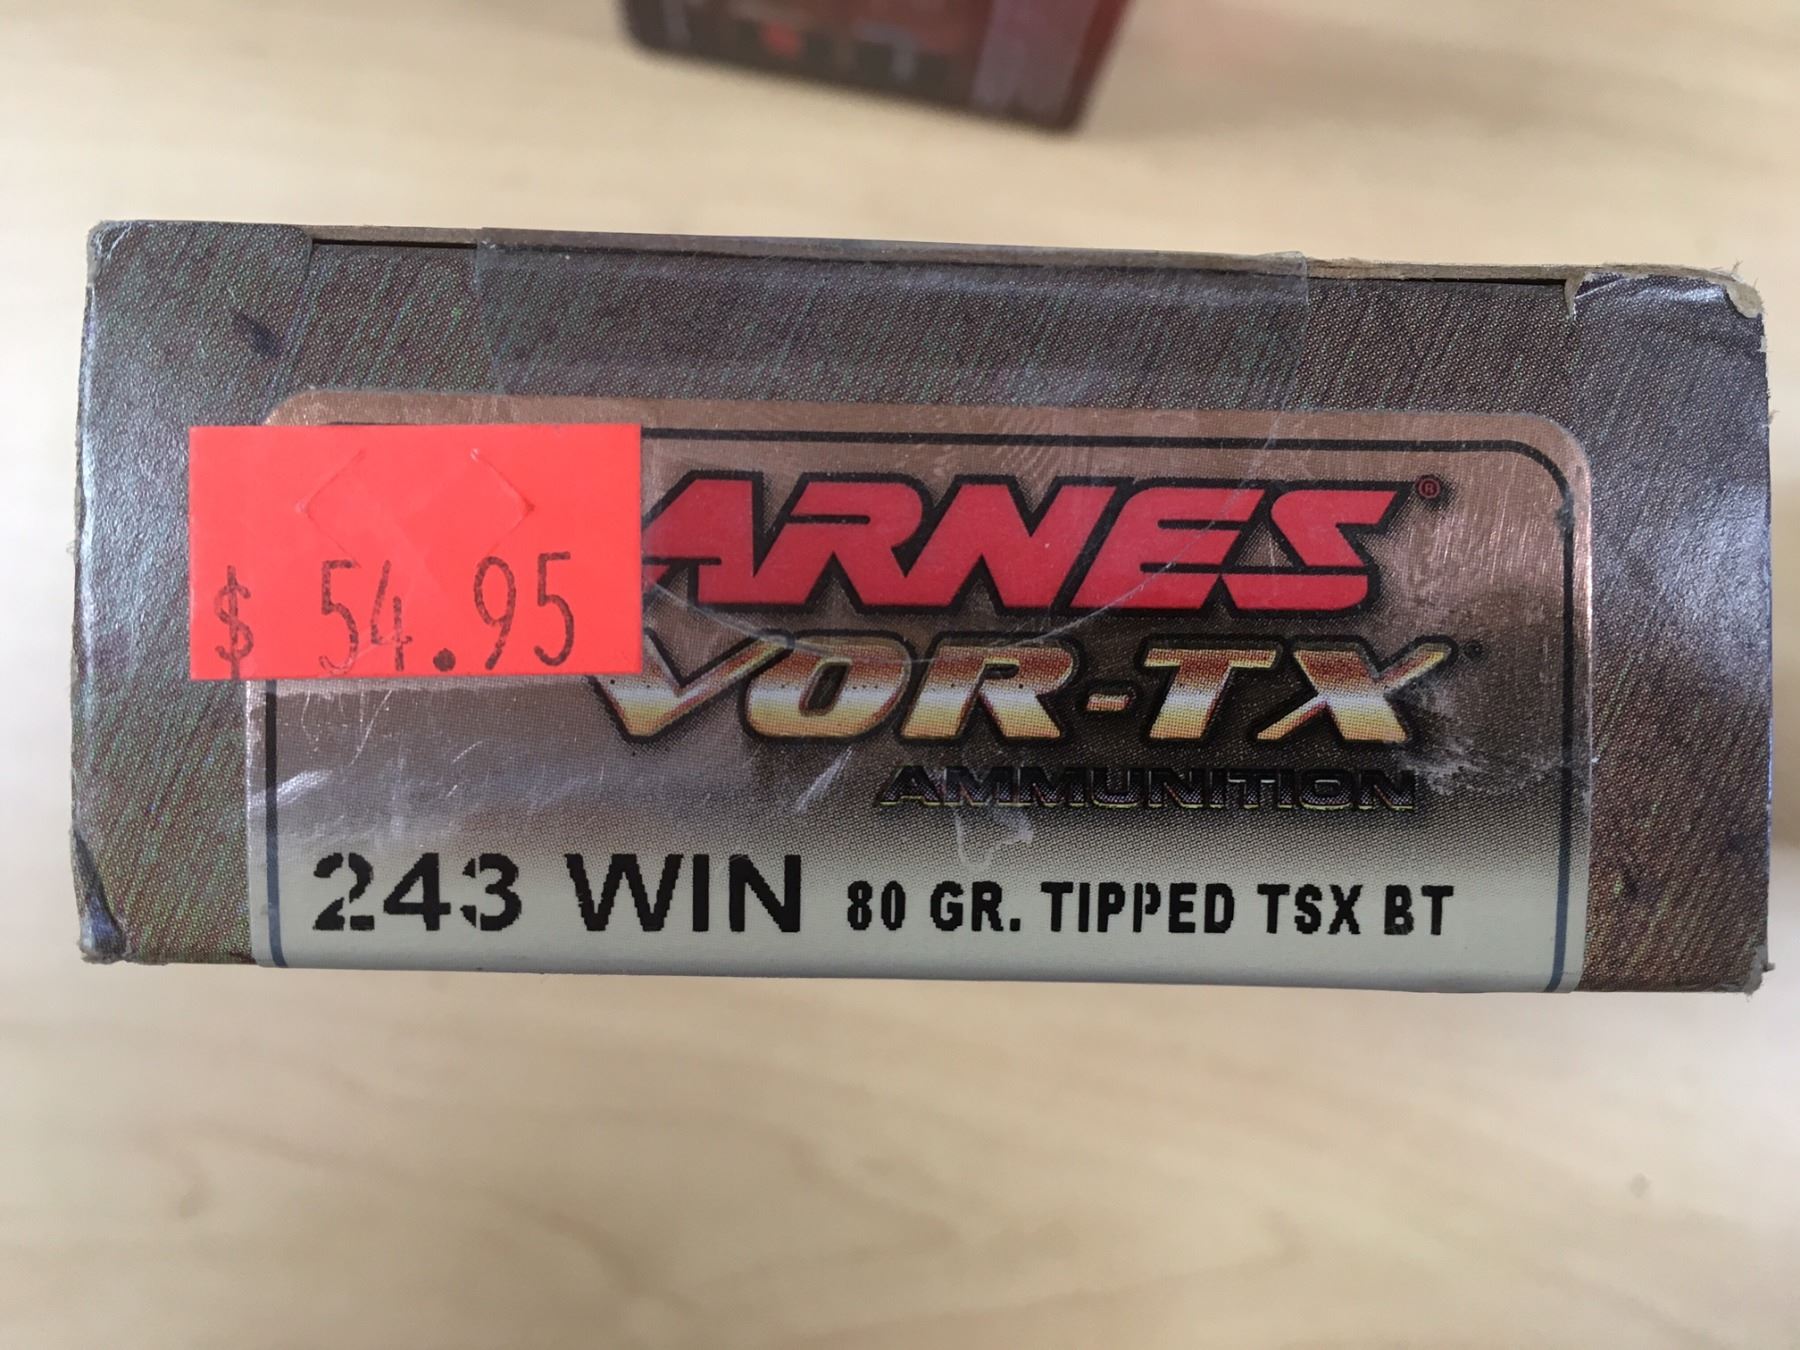 $ 54.95
ARNES®
VOR-TX
AMMUNITION
243 WIN 80 GR. TIPPED TSX BT